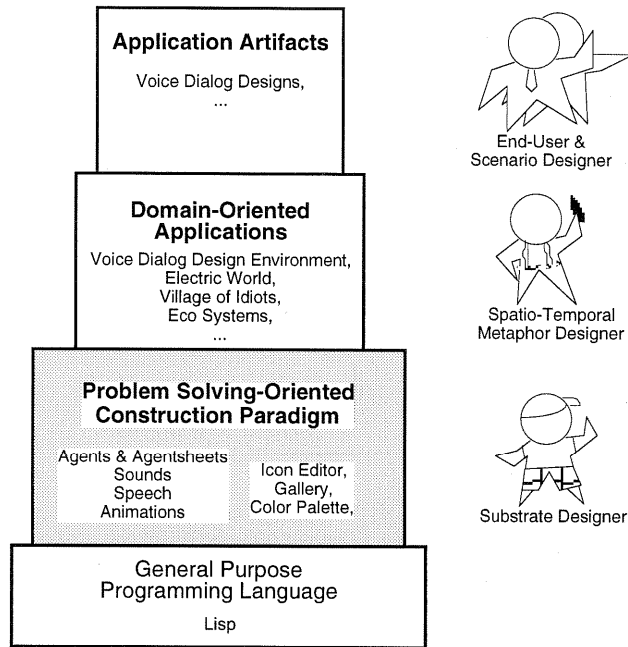 Application Artifacts
Voice Dialog Designs,
...
End-User &
Scenario Designer
Domain-Oriented
Applications
Voice Dialog Design Environment,
Electric World,
Village of Idiots,
Eco Systems,
...
Spatio-Temporal
Metaphor Designer
Problem Solving-Oriented
Construction Paradigm
Agents & Agentsheets
Sounds
Speech
Animations
Icon Editor,
Gallery,
Color Palette,
Substrate Designer
General Purpose
Programming Language
Lisp